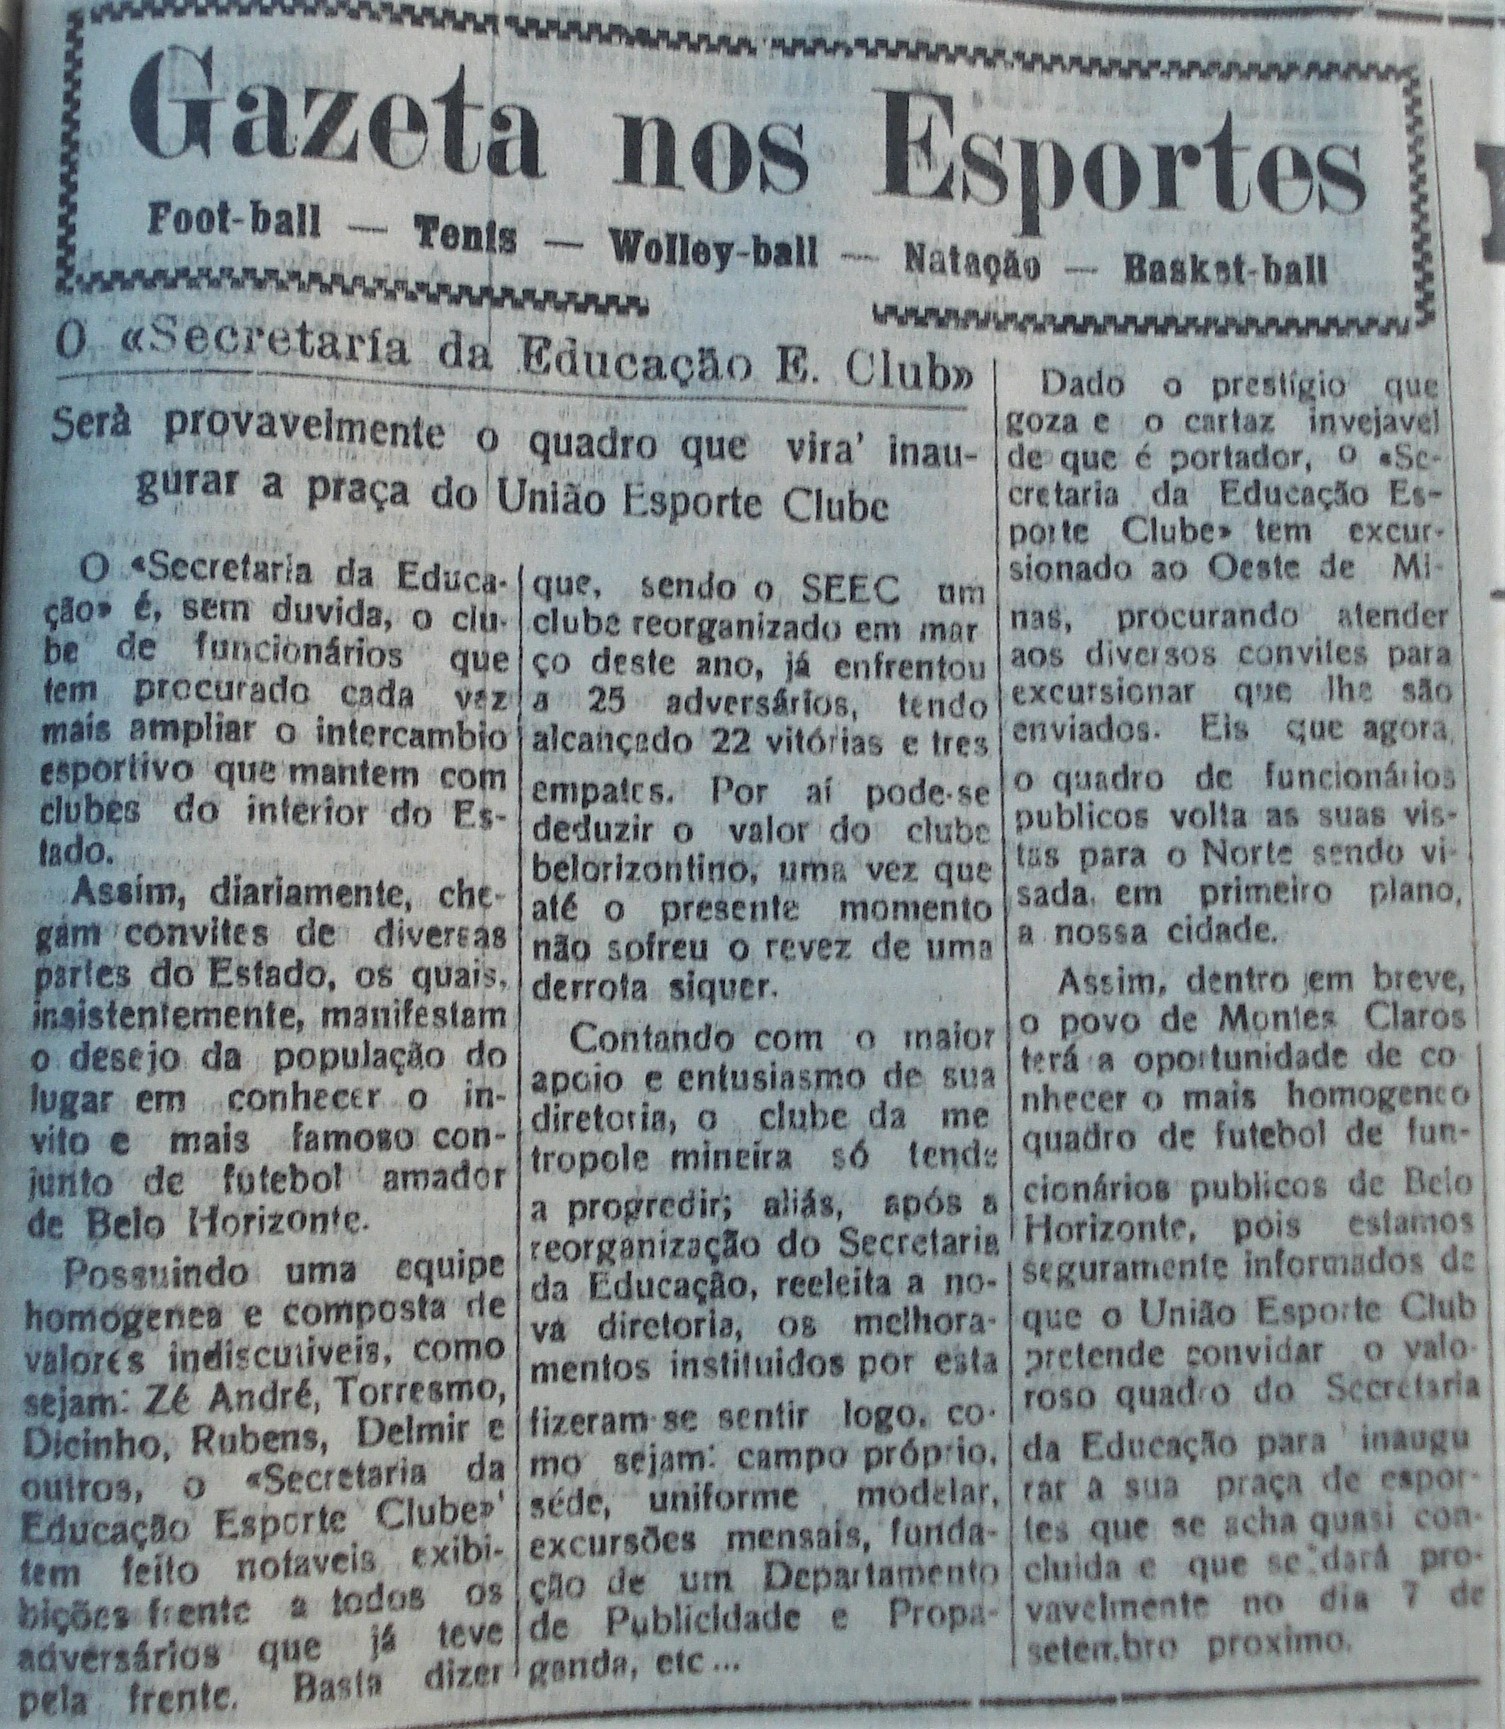 Gazeta nos Esportes
Foot-ball — Tenis — Wolley-ball — Natação — Basket-ball
O «Secretaría da Educação E. Club»
Serà provavelmente o quadro que vira' inau-
gurar a praça do União Esporte Clube
O «Secretaria da Educa-
ção» é, sem duvida, o clu-
be de funcionários que
tem procurado cada vez
mais ampliar o intercambio
esportivo que mantem com
clubes do interior do Es-
tado.
Assim, diariamente, che-
gam convites de diversas
partes do Estado, os quais,
insistentemente, manifestam
o desejo da população do
lugar em conhecer o in-
vito e mais famoso con-
junto de futebol amador
de Belo Horizonte.
Possuindo uma equipe
homogenea e composta de
valores indiscutiveis, como
sejam: Zé André, Torresmo,
Dicinho, Rubens, Delmir e
outros, o «Secretaria da
Educação Esporte Clube»'
tem feito notaveis exibi-
bições frente a todos os
adversários que já teve
pela frente. Basta dizer
que, sendo o SEEC um
clube reorganizado em mar
ço deste ano, já enfrentou
a 25 adversários, tendo
alcançado 22 vitórias e tres
empates. Por aí pode-se
deduzir o valor do clube
belorizontino, uma vez que
até o presente momento
não sofreu o revez de uma
derrota siquer.
Contando com o maior
apoio e entusiasmo de sua
diretoria, o clube da me
tropole mineira só tende
a progredir; aliás, após a
reorganização do Secretaria
da Educação, reeleita a no-
va diretoria, os melhora-
mentos instituidos por esta
fizeram-se sentir logo, co-
mo sejam: campo próprio,
séde, uniforme modelar,
excursões mensais, funda-
ção de um Departamento
de Publicidade e Propa-
ganda, etc...
Dado o prestígio que
goza e o cartaz invejavel
de que é portador, o «Se-
cretaria da Educação Es-
porte Clube» tem excur-
sionado ao Oeste de Mi-
nas, procurando atender
aos diversos convites para
excursionar que lhe são
enviados. Eis que agora,
o quadro de funcionários
publicos volta as suas vis-
tas para o Norte sendo vi-
sada, em primeiro plano,
a nossa cidade.
Assim, dentro em breve,
o povo de Montes Claros
terá a oportunidade de co
nhecer o mais homogeneo
quadro de futebol de fun-
cionários publicos de Belo
Horizonte, pois estamos
seguramente informados de
que o União Esporte Club
pretende convidar o valo-
roso quadro do Secretaria
da Educação para inaugu
rar a sua praça de espor-
tes que se acha quasi con-
cluida e que se dará pro-
vavelmente no dia 7 de
setembro proximo.